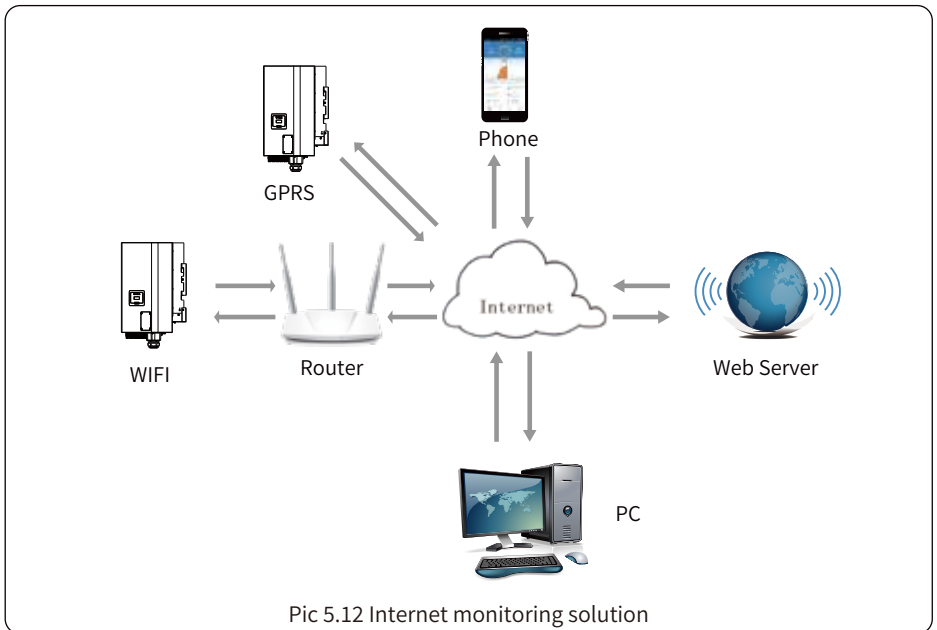 Phone
GPRS
Internet
WIFI
Router
Web Server
PC
Pic 5.12 Internet monitoring solution